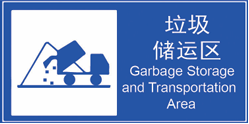 垃圾
储运区
Garbage Storage
and Transportation
Area